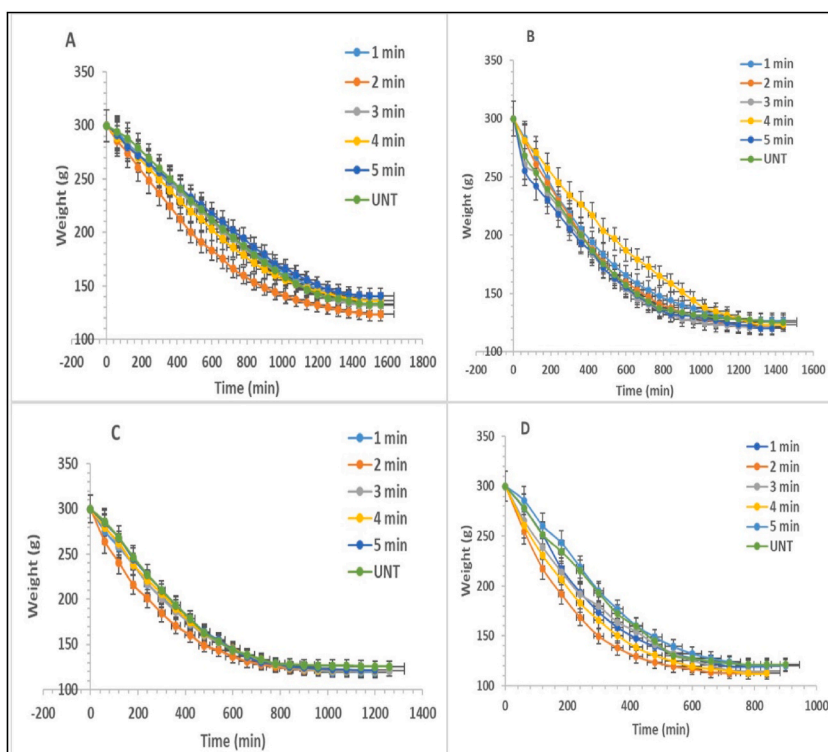 A
1 min
2 min
3 min
4 min
5 min
UNT
350
300
250
200
150
100
Weight (g)
-200 0 200 400 600 800 1000 1200 1400 1600 1800
Time (min)
B
1 min
2 min
3 min
4 min
5 min
UNT
350
300
250
200
150
100
Weight (g)
-200 0 200 400 600 800 1000 1200 1400 1600
Time (min)
C
1 min
2 min
3 min
4 min
5 min
UNT
350
300
250
200
150
100
Weight (g)
-200 0 200 400 600 800 1000 1200 1400
Time (min)
D
1 min
2 min
3 min
4 min
5 min
UNT
350
300
250
200
150
100
Weight (g)
0 200 400 600 800 1000
Time (min)